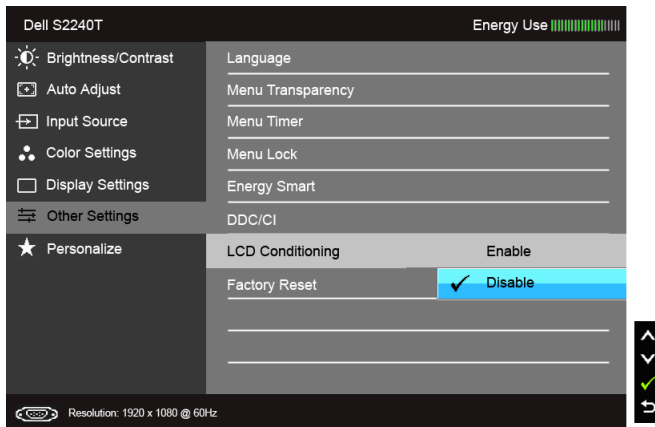 Dell S2240T
Energy Use
Brightness/Contrast
Auto Adjust
Input Source
Color Settings
Display Settings
Other Settings
Personalize
Language
Menu Transparency
Menu Timer
Menu Lock
Energy Smart
DDC/CI
LCD Conditioning
Enable
Factory Reset
Disable
Resolution: 1920 x 1080 @ 60Hz